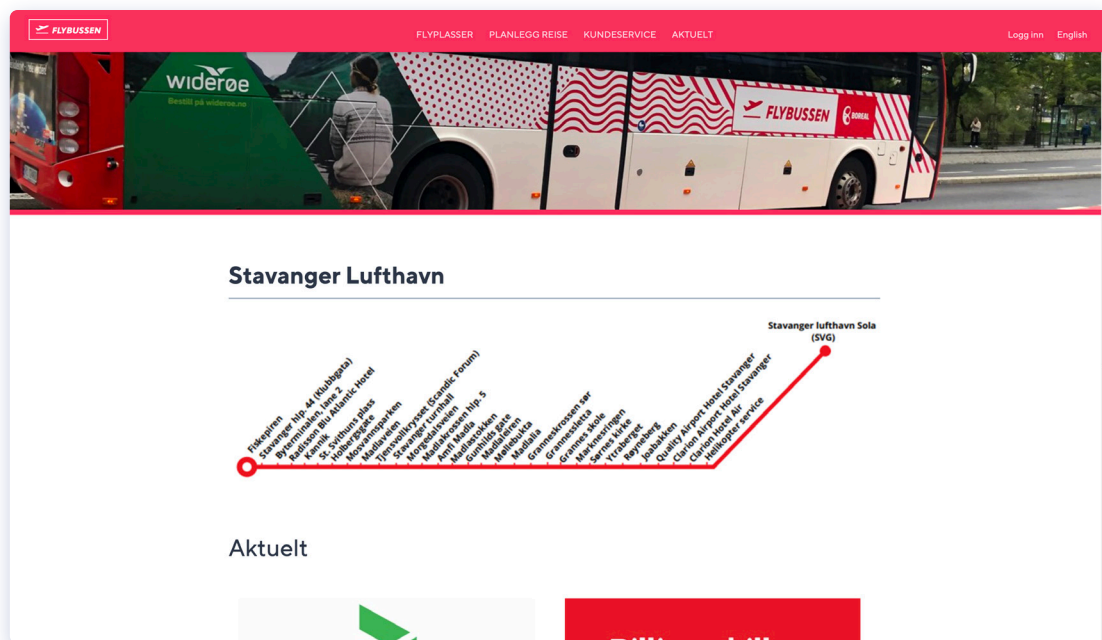 FLYBUSSEN
FLYPLASSER PLANLEGG REISE KUNDESERVICE AKTUELT
Logg inn English
widerøe
Bestill på widerøe.no
FLYBUSSEN
BOREAL
Stavanger Lufthavn
Stavanger lufthavn Sola
(SVG)
Fiskepiren
Stavanger hlp. 44 (Klubbgata)
Byterminalen, lane 2
Radisson Blu Atlantic Hotel
Kannik
St. Svithuns plass
Holbergsgate
Mosvannsparken
Madlaveien
Tjensvollkrysset (Scandic Forum)
Stavanger turnhall
Morgedalsveien
Madlakrossen hlp. 5
Amfi Madla
Madlastokken
Gunhilds gate
Madlaleiren
Møllebukta
Madlalia
Granneskrossen sør
Grannessletta
Grannes skole
Marknesringen
Sørnes kirke
Ytraberget
Røyneberg
Joabakken
Quality Airport Hotel Stavanger
Clarion Airport Hotel Stavanger
Clarion Hotel Air
Helikopter service
Aktuelt